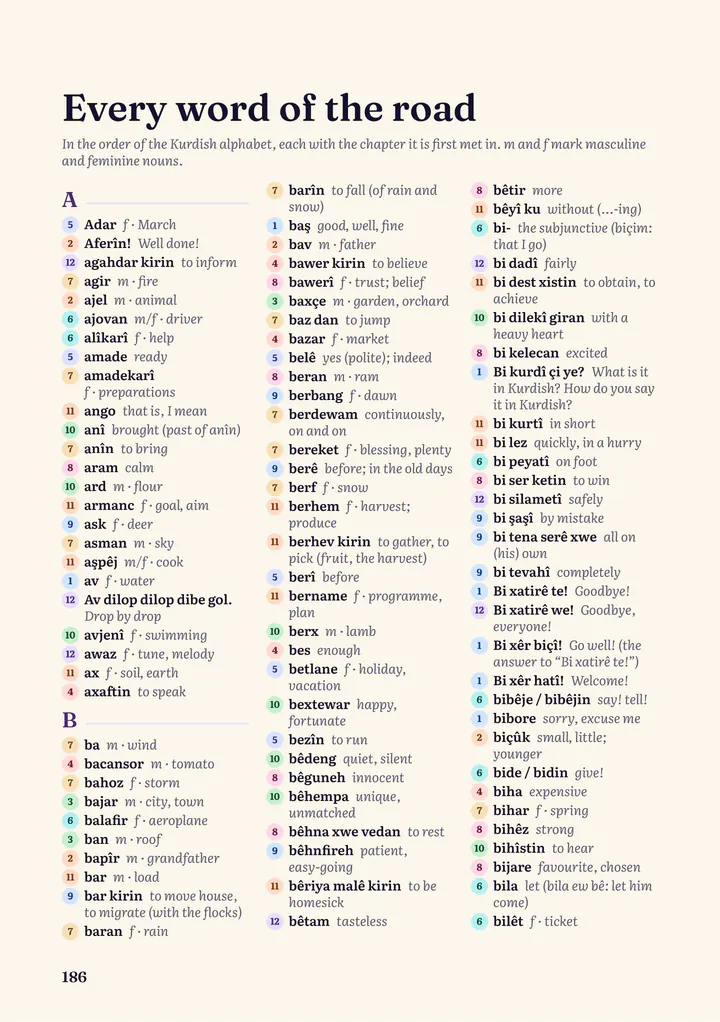 Every word of the road
In the order of the Kurdish alphabet, each with the chapter it is first met in. m and f mark masculine
and feminine nouns.
A
5 Adar f · March
2 Aferîn! Well done!
12 agahdar kirin to inform
7 agir m · fire
2 ajel m · animal
6 ajovan m/f · driver
6 alîkarî f · help
5 amade ready
7 amadekarî
f · preparations
11 ango that is, I mean
10 anî brought (past of anîn)
7 anîn to bring
8 aram calm
10 ard m · flour
11 armanc f · goal, aim
9 ask f · deer
7 asman m · sky
11 aşpêj m/f · cook
1 av f · water
12 Av dilop dilop dibe gol.
Drop by drop
10 avjenî f · swimming
12 awaz f · tune, melody
11 ax f · soil, earth
4 axaftin to speak
B
7 ba m · wind
4 bacansor m · tomato
7 bahoz f · storm
3 bajar m · city, town
6 balafir f · aeroplane
3 ban m · roof
2 bapîr m · grandfather
11 bar m · load
9 bar kirin to move house,
to migrate (with the flocks)
7 baran f · rain
7 barîn to fall (of rain and
snow)
1 baş good, well, fine
2 bav m · father
4 bawer kirin to believe
8 bawerî f · trust; belief
3 baxçe m · garden, orchard
7 baz dan to jump
4 bazar f · market
5 belê yes (polite); indeed
8 beran m · ram
9 berbang f · dawn
7 berdewam continuously,
on and on
7 bereket f · blessing, plenty
9 berê before; in the old days
7 berf f · snow
11 berhem f · harvest;
produce
11 berhev kirin to gather, to
pick (fruit, the harvest)
5 berî before
11 bername f · programme,
plan
10 berx m · lamb
4 bes enough
5 betlane f · holiday,
vacation
10 bextewar happy,
fortunate
5 bezîn to run
10 bêdeng quiet, silent
8 bêguneh innocent
10 bêhempa unique,
unmatched
8 bêhna xwe vedan to rest
9 bêhnfireh patient,
easy-going
11 bêriya malê kirin to be
homesick
12 bêtam tasteless
8 bêtir more
11 bêyî ku without (…-ing)
6 bi- the subjunctive (biçim:
that I go)
12 bi dadî fairly
11 bi dest xistin to obtain, to
achieve
10 bi dilekî giran with a
heavy heart
8 bi kelecan excited
1 Bi kurdî çi ye? What is it
in Kurdish? How do you say
it in Kurdish?
11 bi kurtî in short
11 bi lez quickly, in a hurry
6 bi peyatî on foot
8 bi ser ketin to win
12 bi silametî safely
9 bi şaşî by mistake
9 bi tena serê xwe all on
(his) own
9 bi tevahî completely
1 Bi xatirê te! Goodbye!
12 Bi xatirê we! Goodbye,
everyone!
1 Bi xêr biçî! Go well! (the
answer to “Bi xatirê te!”)
1 Bi xêr hatî! Welcome!
6 bibêje / bibêjin say! tell!
1 bibore sorry, excuse me
2 biçûk small, little;
younger
6 bide / bidin give!
4 biha expensive
7 bihar f · spring
8 bihêz strong
10 bihîstin to hear
8 bijare favourite, chosen
6 bila let (bila ew bê: let him
come)
6 bilêt f · ticket
186